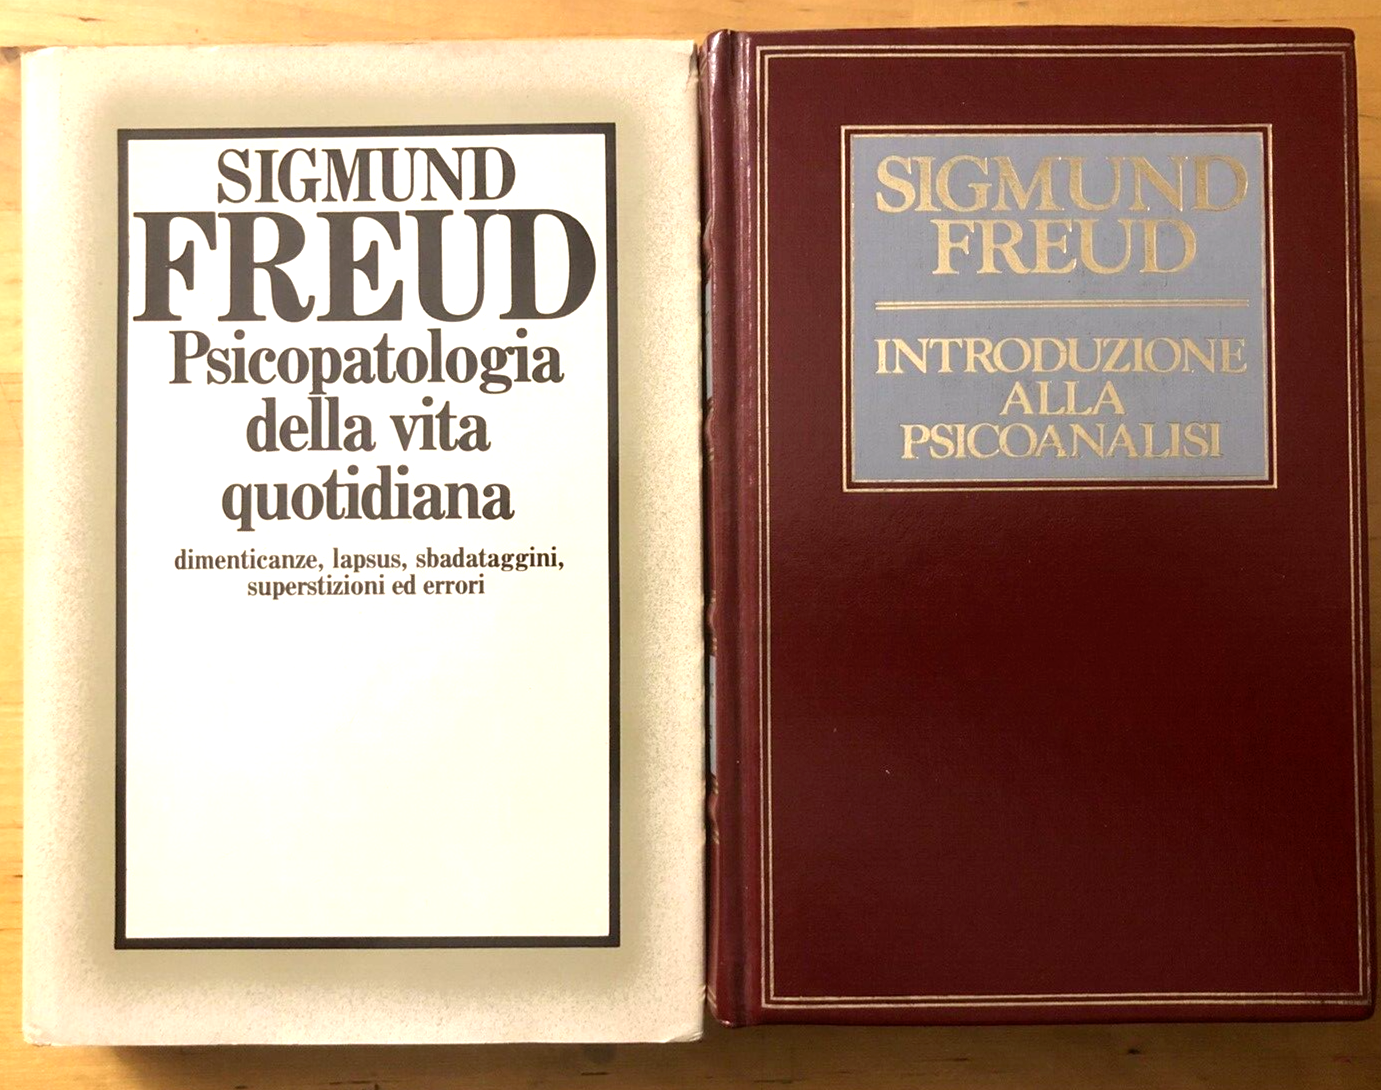 SIGMUND
FREUD
Psicopatologia
della vita
quotidiana
dimenticanze, lapsus, sbadataggini,
superstizioni ed errori
SIGMUND
FREUD
INTRODUZIONE
ALLA
PSICOANALISI